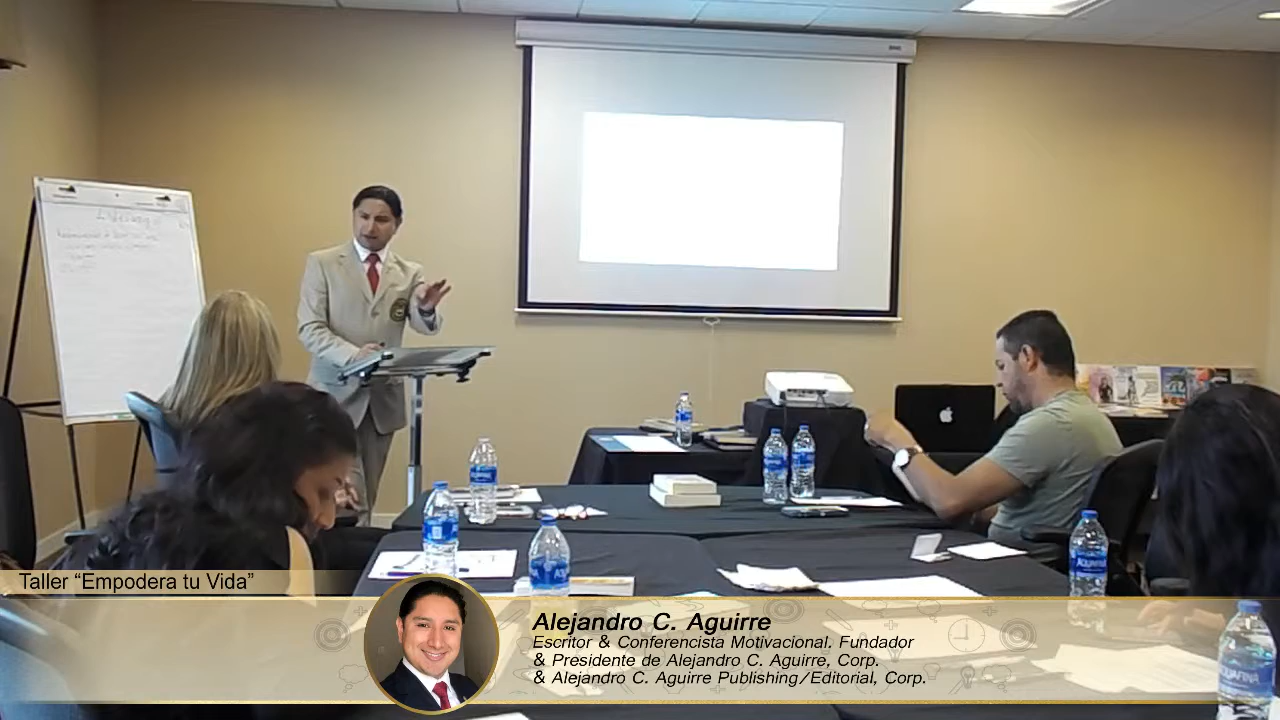 Taller “Empodera tu Vida”
Alejandro C. Aguirre
Escritor & Conferencista Motivacional. Fundador
& Presidente de Alejandro C. Aguirre, Corp.
& Alejandro C. Aguirre Publishing/Editorial, Corp.
AQUAFINA